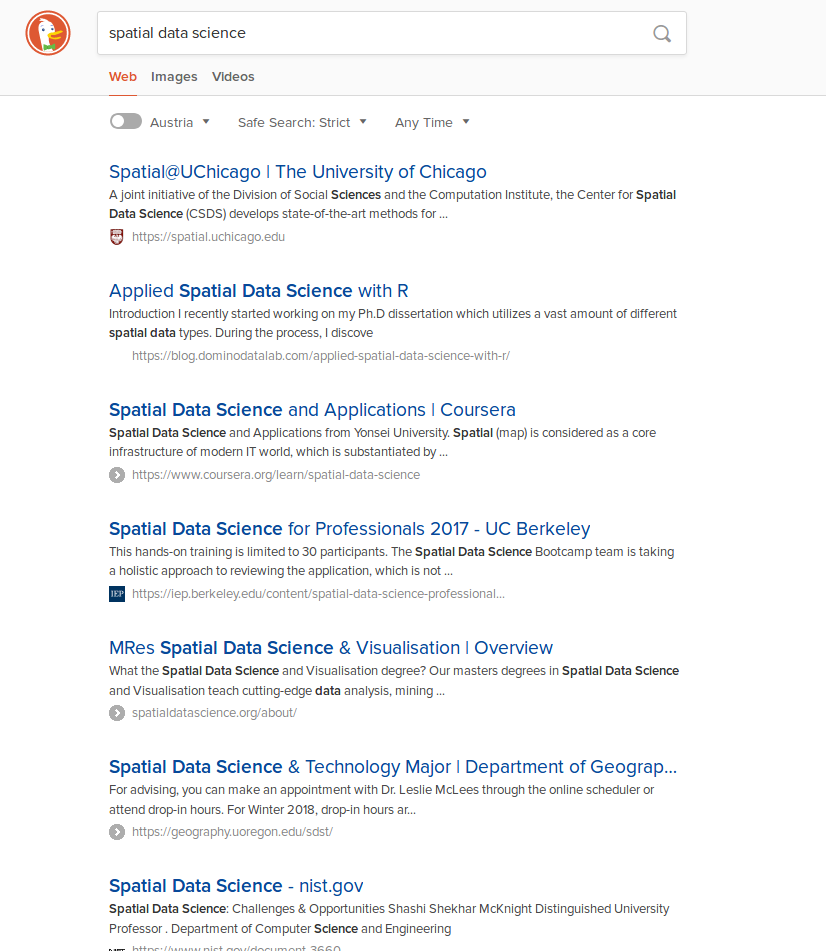 spatial data science
Web Images Videos
Austria Safe Search: Strict Any Time
Spatial@UChicago | The University of Chicago
A joint initiative of the Division of Social Sciences and the Computation Institute, the Center for Spatial
Data Science (CSDS) develops state-of-the-art methods for ...
https://spatial.uchicago.edu
Applied Spatial Data Science with R
Introduction I recently started working on my Ph.D dissertation which utilizes a vast amount of different
spatial data types. During the process, I discove
https://blog.dominodatalab.com/applied-spatial-data-science-with-r/
Spatial Data Science and Applications | Coursera
Spatial Data Science and Applications from Yonsei University. Spatial (map) is considered as a core
infrastructure of modern IT world, which is substantiated by ...
https://www.coursera.org/learn/spatial-data-science
Spatial Data Science for Professionals 2017 - UC Berkeley
This hands-on training is limited to 30 participants. The Spatial Data Science Bootcamp team is taking
a holistic approach to reviewing the application, which is not ...
IEP https://iep.berkeley.edu/content/spatial-data-science-professional...
MRes Spatial Data Science & Visualisation | Overview
What the Spatial Data Science and Visualisation degree? Our masters degrees in Spatial Data Science
and Visualisation teach cutting-edge data analysis, mining ...
spatialdatascience.org/about/
Spatial Data Science & Technology Major | Department of Geograp...
For advising, you can make an appointment with Dr. Leslie McLees through the online scheduler or
attend drop-in hours. For Winter 2018, drop-in hours ar...
https://geography.uoregon.edu/sdst/
Spatial Data Science - nist.gov
Spatial Data Science: Challenges & Opportunities Shashi Shekhar McKnight Distinguished University
Professor . Department of Computer Science and Engineering
https://www.nist.gov/document-3660